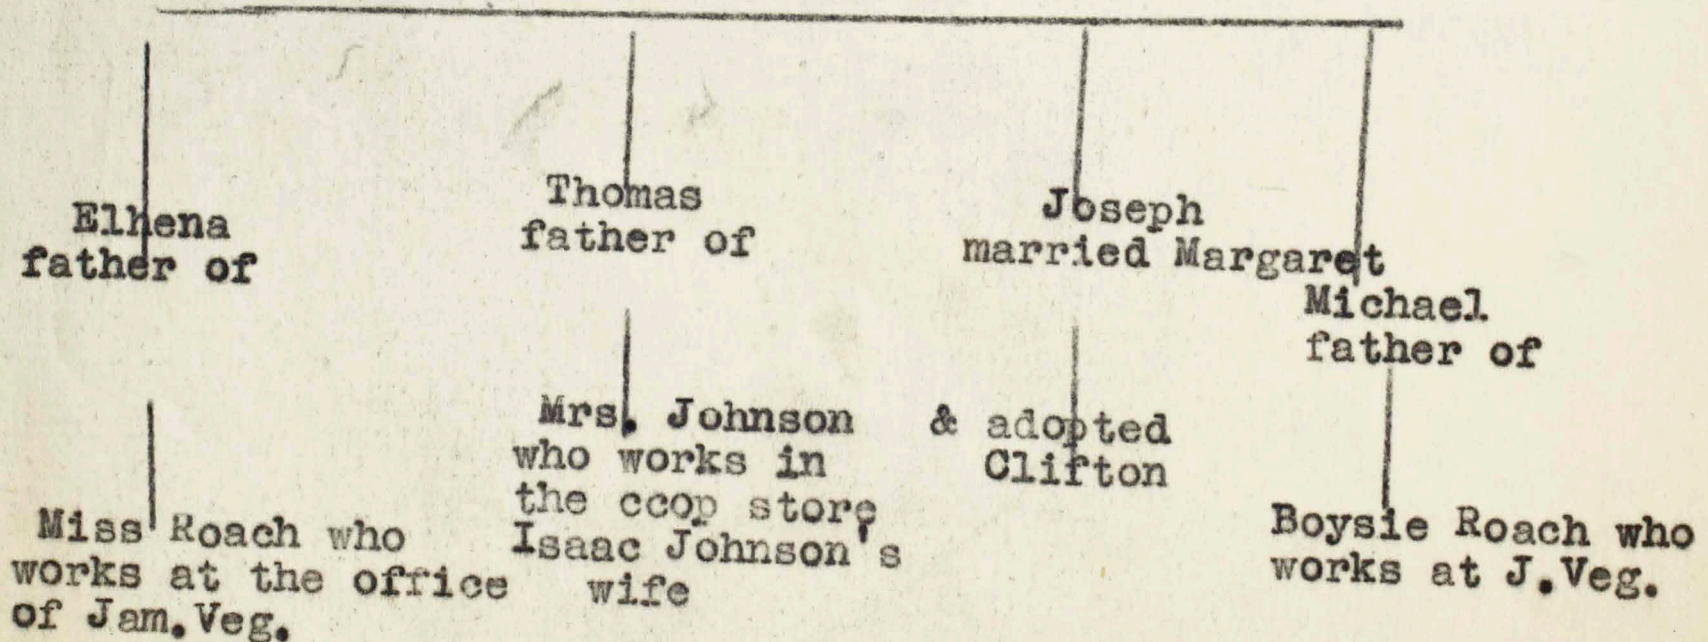 Elhena
father of
Miss Roach who
works at the office
of Jam.Veg.
Thomas
father of
Mrs. Johnson
who works in
the ccop store
Isaac Johnson's
wife
Joseph
married Margaret
& adopted
Clifton
Michael
father of
Boysie Roach who
works at J.Veg.